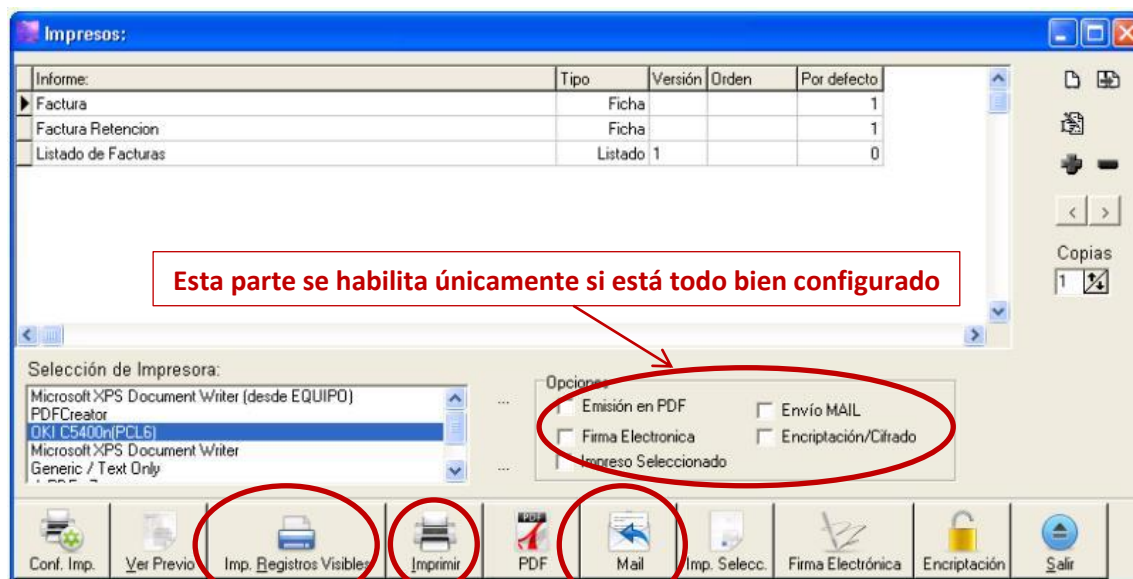 Impresos:
Informe: Tipo Versión Orden Por defecto
Factura Ficha 1
Factura Retencion Ficha 1
Listado de Facturas Listado 1 0
Copias
1
Esta parte se habilita únicamente si está todo bien configurado
Selección de Impresora:
Microsoft XPS Document Writer (desde EQUIPO)
PDFCreator
OKI C5400n(PCL6)
Microsoft XPS Document Writer
Generic / Text Only
...
...
Opciones
Emisión en PDF Envío MAIL
Firma Electronica Encriptación/Cifrado
Impreso Seleccionado
PDF
Conf. Imp. Ver Previo Imp. Registros Visibles Imprimir PDF Mail Imp. Selecc. Firma Electrónica Encriptación Salir